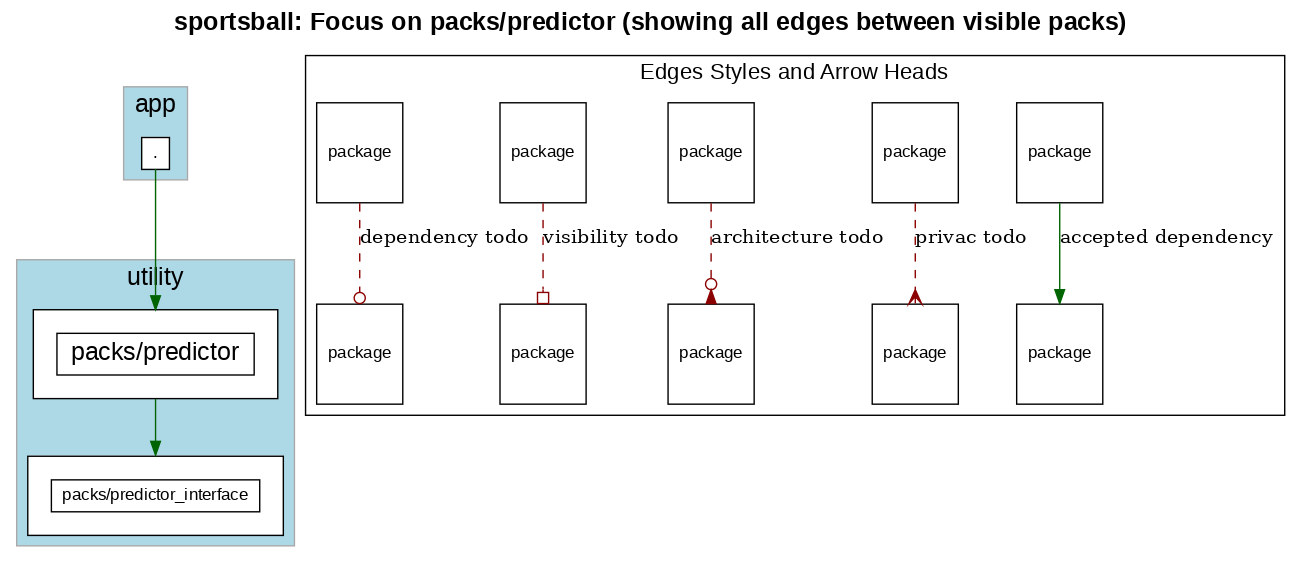 sportsball: Focus on packs/predictor (showing all edges between visible packs)
app
.
utility
packs/predictor
packs/predictor_interface
Edges Styles and Arrow Heads
package package package package package
dependency todo visibility todo architecture todo privac todo accepted dependency
package package package package package